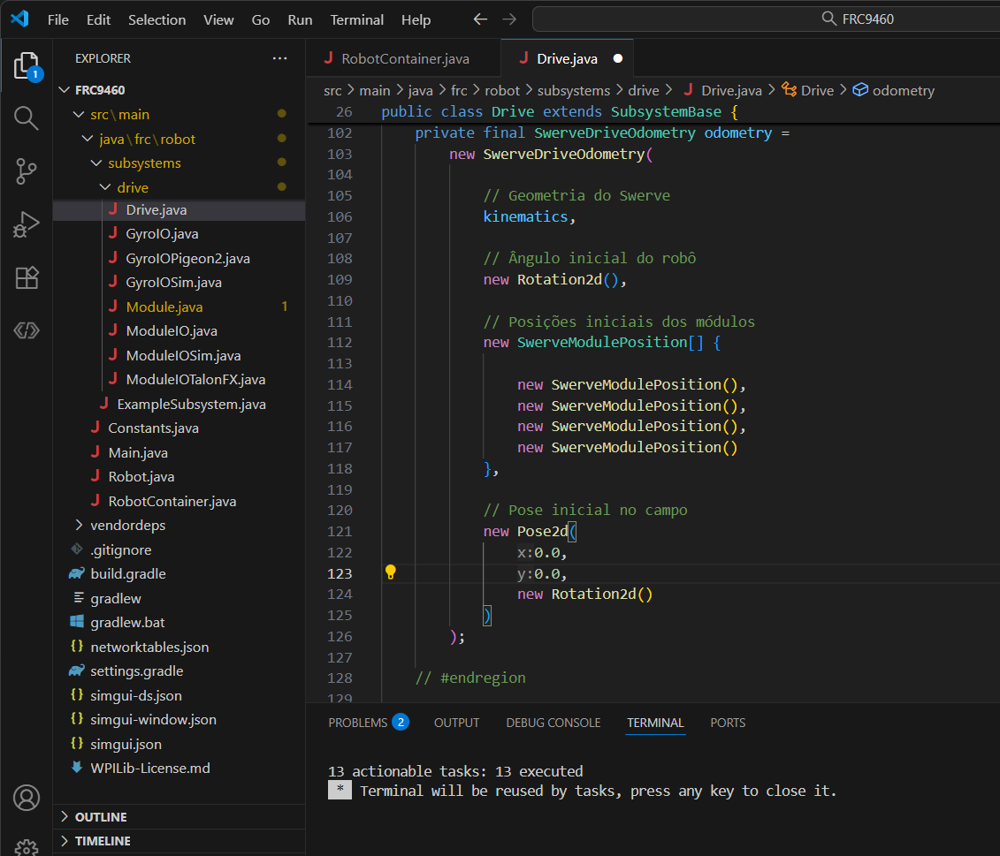 File Edit Selection View Go Run Terminal Help
FRC9460
1
EXPLORER
FRC9460
src\main
java\frc\robot
subsystems
drive
Drive.java
GyroIO.java
GyroIOPigeon2.java
GyroIOSim.java
Module.java 1
ModuleIO.java
ModuleIOSim.java
ModuleIOTalonFX.java
ExampleSubsystem.java
Constants.java
Main.java
Robot.java
RobotContainer.java
vendordeps
.gitignore
build.gradle
gradlew
gradlew.bat
networktables.json
settings.gradle
simgui-ds.json
simgui-window.json
simgui.json
WPILib-License.md
OUTLINE
TIMELINE
RobotContainer.java Drive.java
src > main > java > frc > robot > subsystems > drive > Drive.java > Drive > odometry
26 public class Drive extends SubsystemBase {
102 private final SwerveDriveOdometry odometry =
103 new SwerveDriveOdometry(
104
105 // Geometria do Swerve
106 kinematics,
107
108 // Ângulo inicial do robô
109 new Rotation2d(),
110
111 // Posições iniciais dos módulos
112 new SwerveModulePosition[] {
113
114 new SwerveModulePosition(),
115 new SwerveModulePosition(),
116 new SwerveModulePosition(),
117 new SwerveModulePosition()
118 },
119
120 // Pose inicial no campo
121 new Pose2d(
122 x:0.0,
123 y:0.0,
124 new Rotation2d()
125 )
126 );
127
128 // #endregion
129
PROBLEMS 2 OUTPUT DEBUG CONSOLE TERMINAL PORTS
13 actionable tasks: 13 executed
* Terminal will be reused by tasks, press any key to close it.